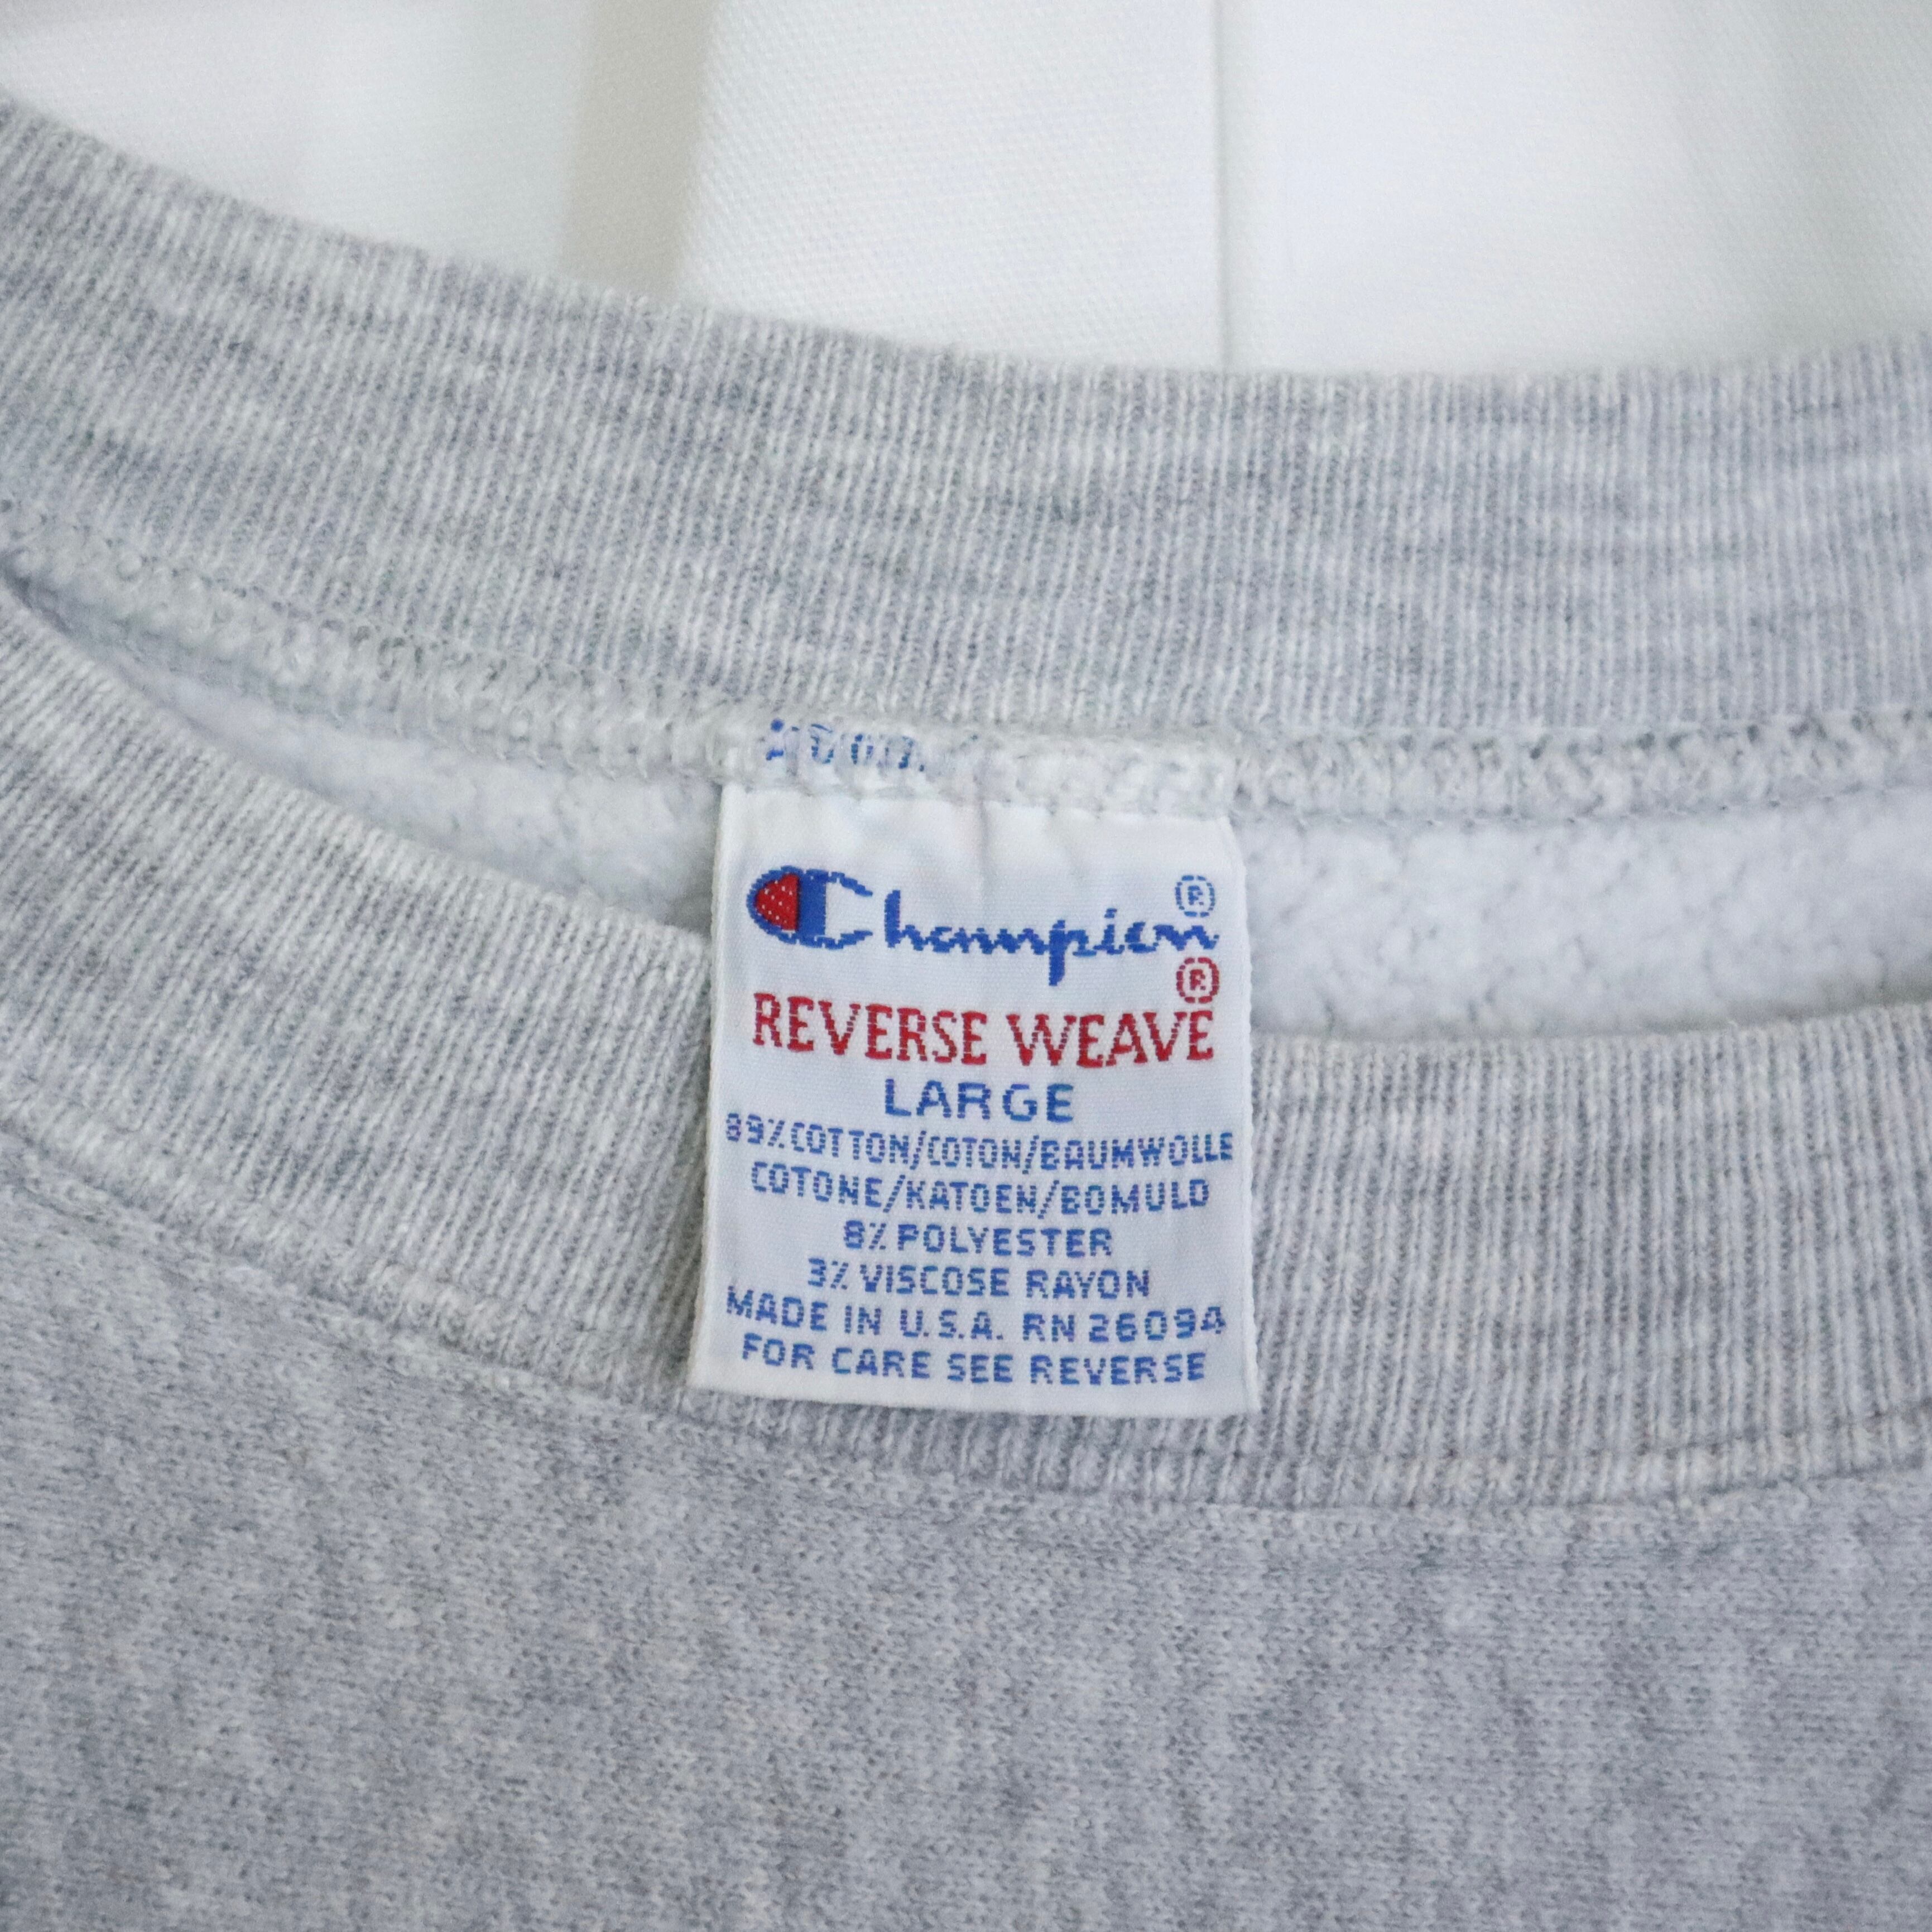 Champion®
REVERSE WEAVE®
LARGE
89% COTTON/COTON/BAUMWOLLE
COTONE/KATOEN/BOMULD
8% POLYESTER
3% VISCOSE RAYON
MADE IN U.S.A. RN 26094
FOR CARE SEE REVERSE